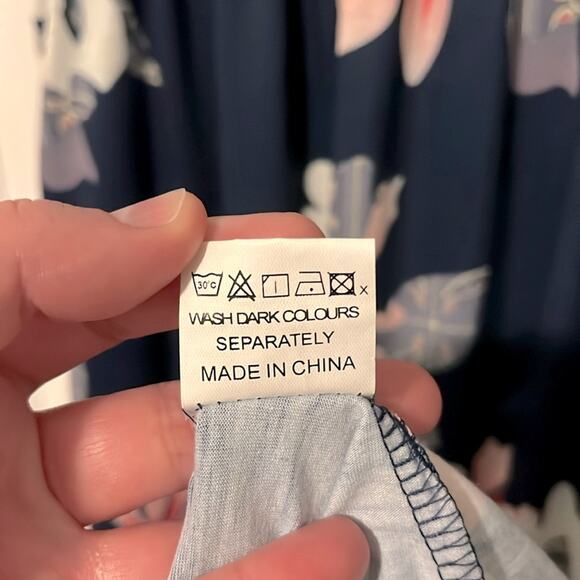 30°C x
WASH DARK COLOURS
SEPARATELY
MADE IN CHINA